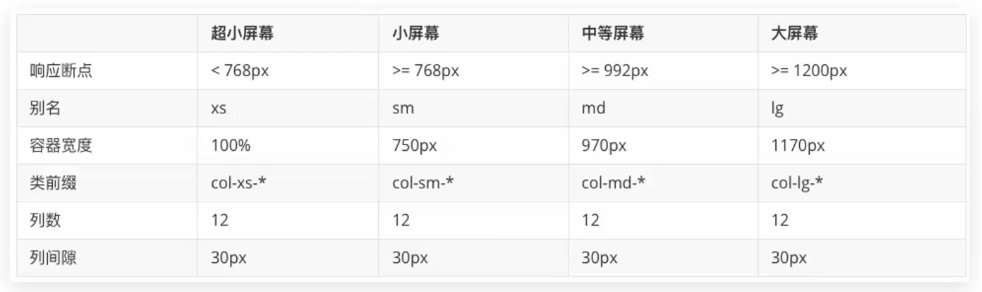 超小屏幕 小屏幕 中等屏幕 大屏幕
响应断点 < 768px >= 768px >= 992px >= 1200px
别名 xs sm md lg
容器宽度 100% 750px 970px 1170px
类前缀 col-xs-* col-sm-* col-md-* col-lg-*
列数 12 12 12 12
列间隙 30px 30px 30px 30px